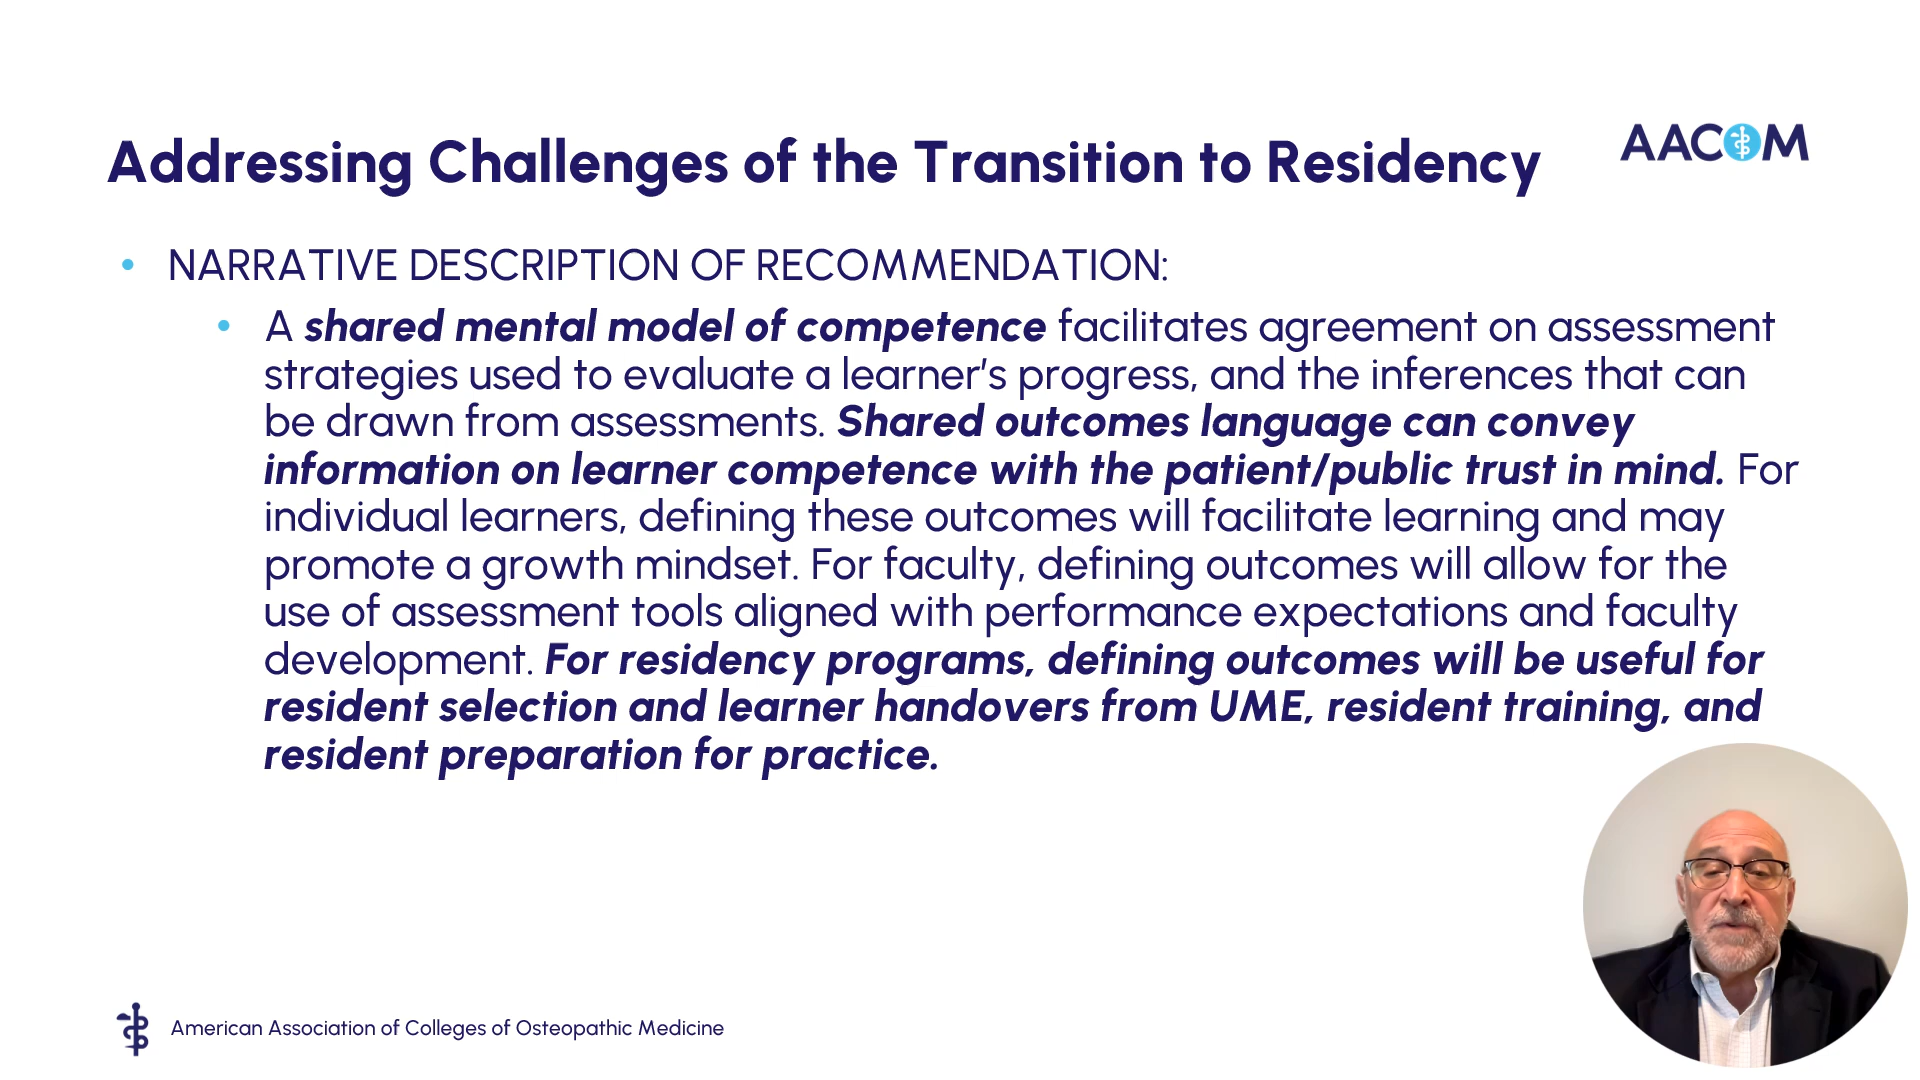 Addressing Challenges of the Transition to Residency
AACOM
• NARRATIVE DESCRIPTION OF RECOMMENDATION:
• A shared mental model of competence facilitates agreement on assessment
strategies used to evaluate a learner’s progress, and the inferences that can
be drawn from assessments. Shared outcomes language can convey
information on learner competence with the patient/public trust in mind. For
individual learners, defining these outcomes will facilitate learning and may
promote a growth mindset. For faculty, defining outcomes will allow for the
use of assessment tools aligned with performance expectations and faculty
development. For residency programs, defining outcomes will be useful for
resident selection and learner handovers from UME, resident training, and
resident preparation for practice.
American Association of Colleges of Osteopathic Medicine